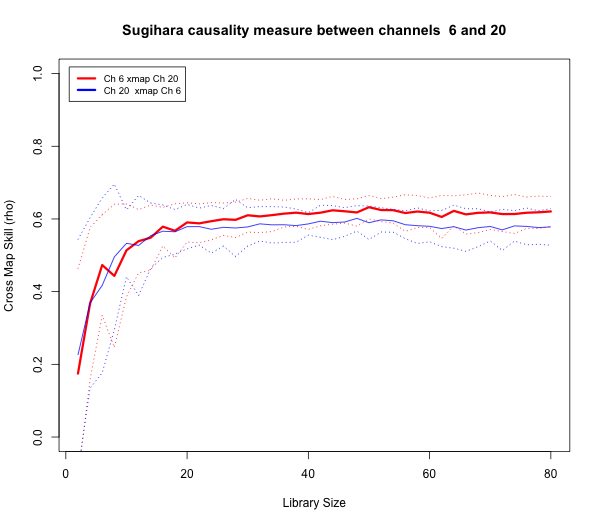 Sugihara causality measure between channels  6 and 20
Ch 6 xmap Ch 20
Ch 20  xmap Ch 6
Cross Map Skill (rho)
1.0
0.8
0.6
0.4
0.2
0.0
0 20 40 60 80
Library Size